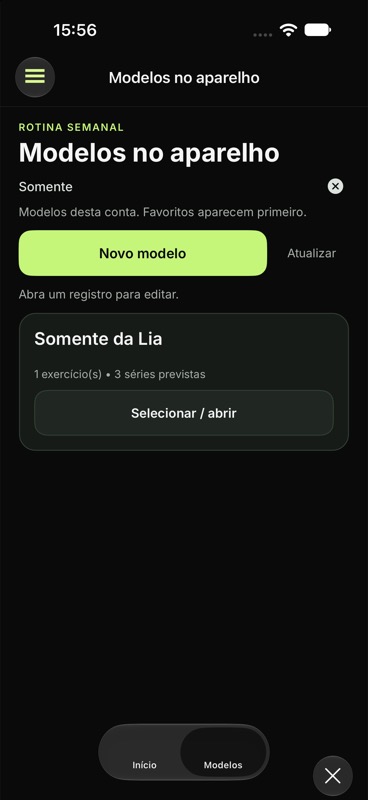 15:56
Modelos no aparelho
ROTINA SEMANAL
Modelos no aparelho
Somente
Modelos desta conta. Favoritos aparecem primeiro.
Novo modelo
Atualizar
Abra um registro para editar.
Somente da Lia
1 exercício(s) • 3 séries previstas
Selecionar / abrir
Início
Modelos